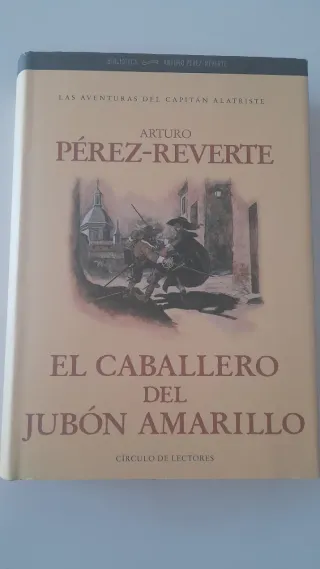 LAS AVENTURAS DEL CAPITÁN ALATRISTE
ARTURO
PÉREZ-REVERTE
EL CABALLERO
DEL
JUBÓN AMARILLO
CÍRCULO DE LECTORES